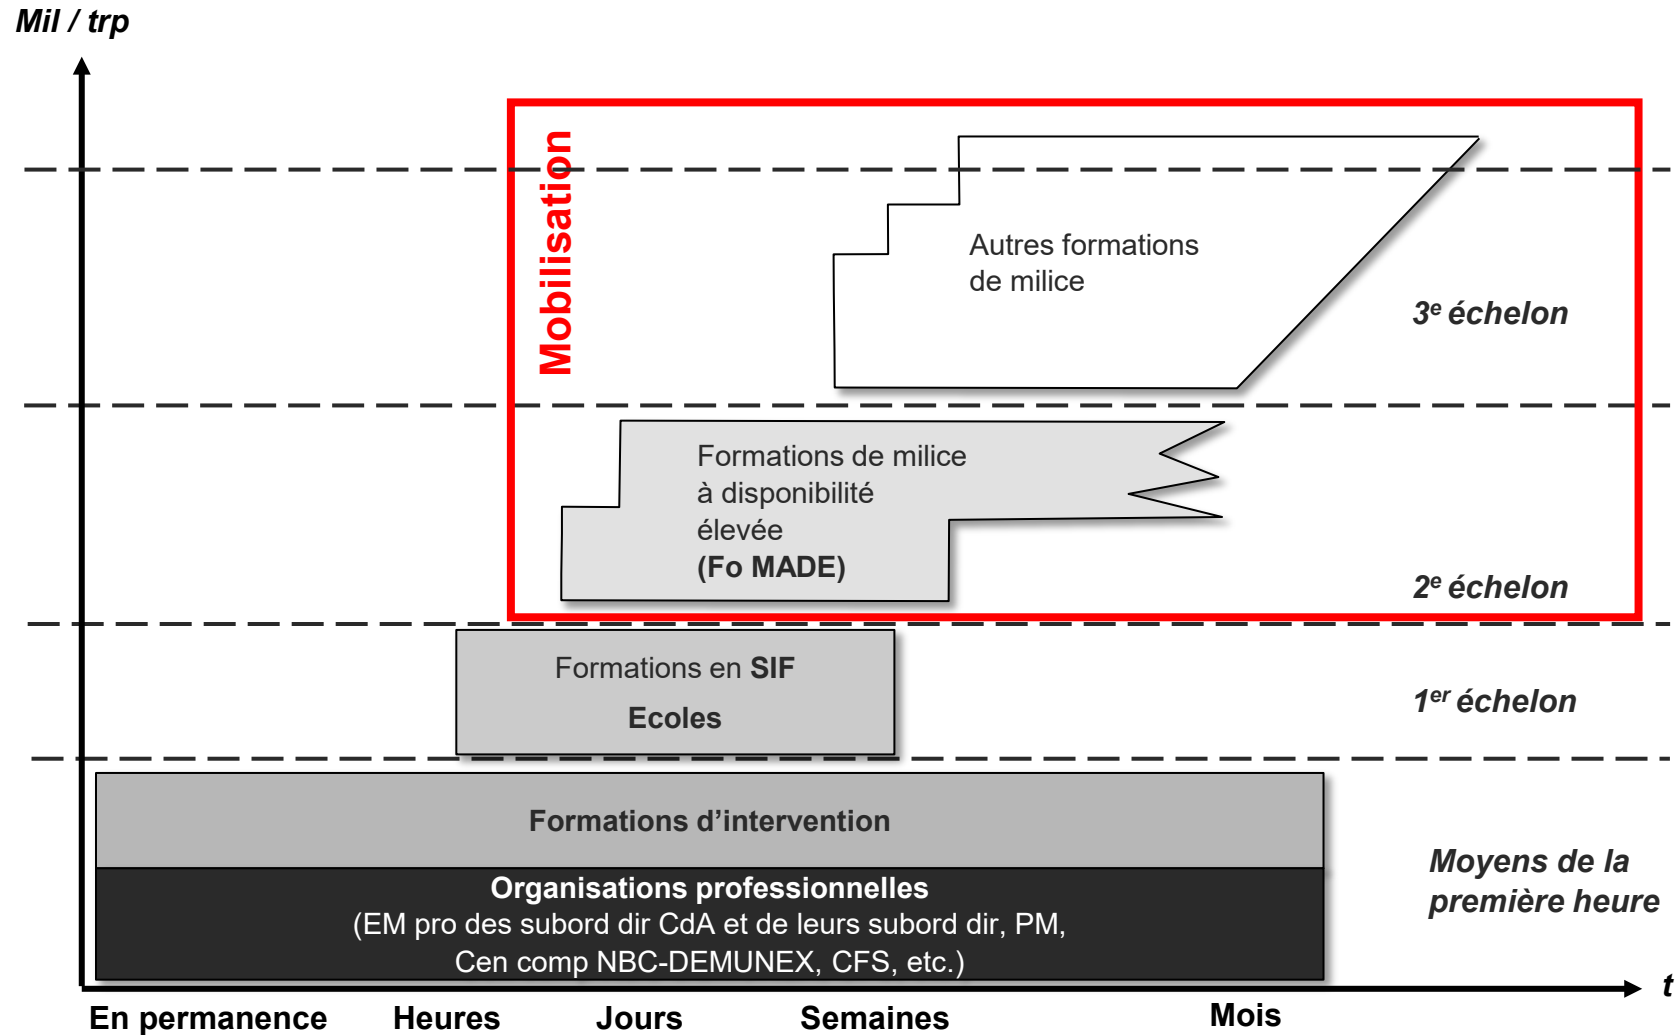 Mil / trp
Mobilisation
Autres formations
de milice
3e échelon
Formations de milice
à disponibilité
élevée
(Fo MADE)
2e échelon
Formations en SIF
Ecoles
1er échelon
Formations d’intervention
Moyens de la
première heure
Organisations professionnelles
(EM pro des subord dir CdA et de leurs subord dir, PM,
Cen comp NBC-DEMUNEX, CFS, etc.)
t
En permanence Heures Jours Semaines Mois